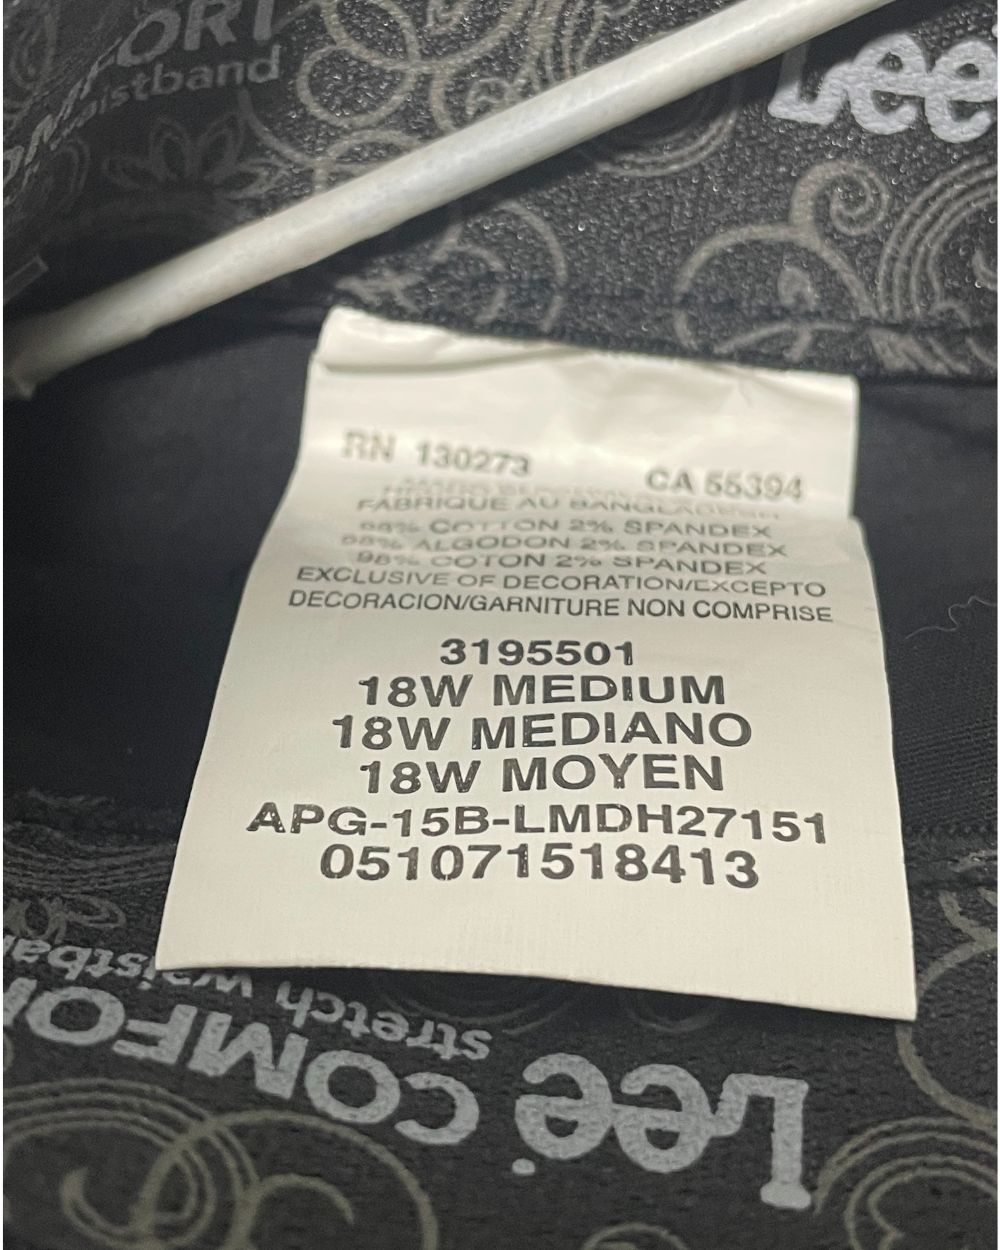 COMFORT
waistband
Lee
RN 130273 CA 55394
FABRIQUE AU BANGLADESH
98% COTTON 2% SPANDEX
98% ALGODON 2% SPANDEX
98% COTON 2% SPANDEX
EXCLUSIVE OF DECORATION/EXCEPTO
DECORACION/GARNITURE NON COMPRISE
3195501
18W MEDIUM
18W MEDIANO
18W MOYEN
APG-15B-LMDH27151
051071518413
Lee COMFOR
stretch waistba